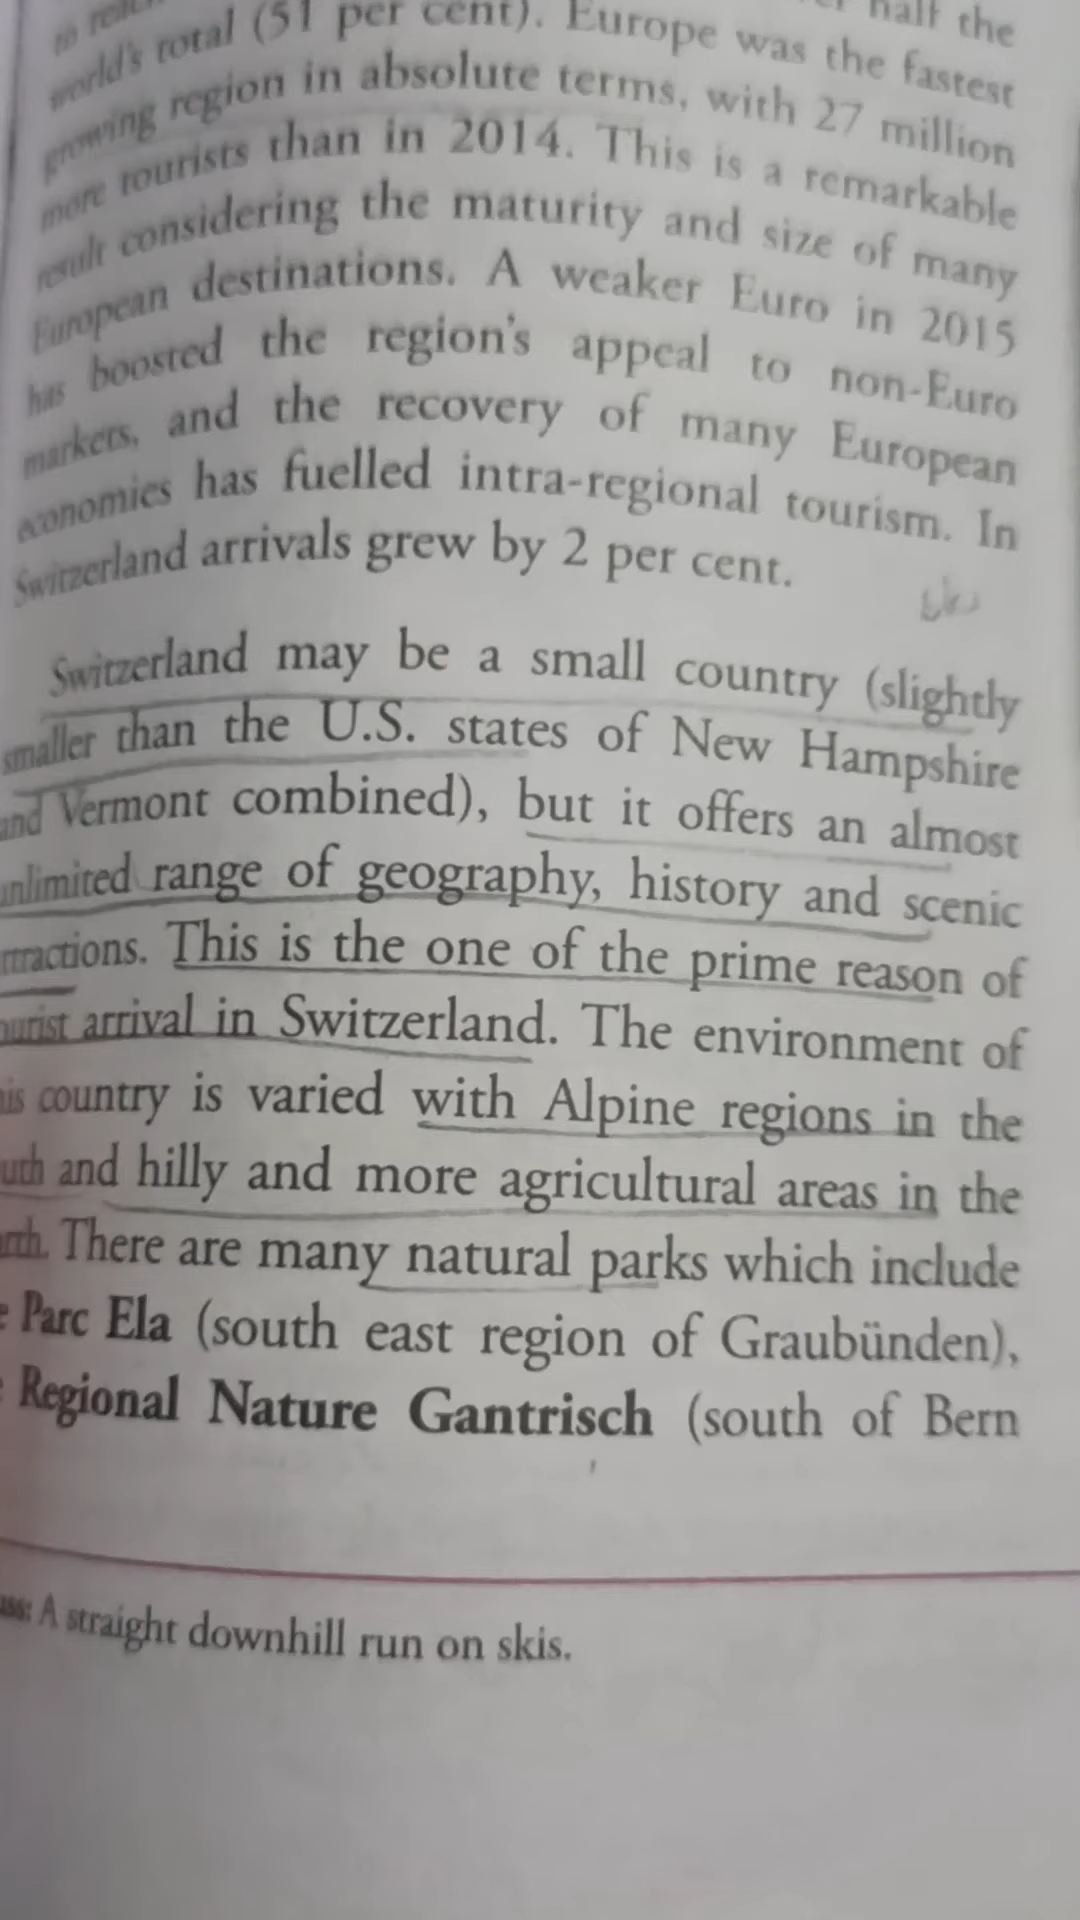 half the
world's total (51 per cent). Europe was the fastest
growing region in absolute terms, with 27 million
more tourists than in 2014. This is a remarkable
result considering the maturity and size of many
European destinations. A weaker Euro in 2015
has boosted the region's appeal to non-Euro
markets, and the recovery of many European
economies has fuelled intra-regional tourism. In
Switzerland arrivals grew by 2 per cent.
Switzerland may be a small country (slightly
smaller than the U.S. states of New Hampshire
and Vermont combined), but it offers an almost
unlimited range of geography, history and scenic
ttractions. This is the one of the prime reason of
ourist arrival in Switzerland. The environment of
is country is varied with Alpine regions in the
uth and hilly and more agricultural areas in the
rth. There are many natural parks which include
e Parc Ela (south east region of Graubünden),
Regional Nature Gantrisch (south of Bern
A straight downhill run on skis.